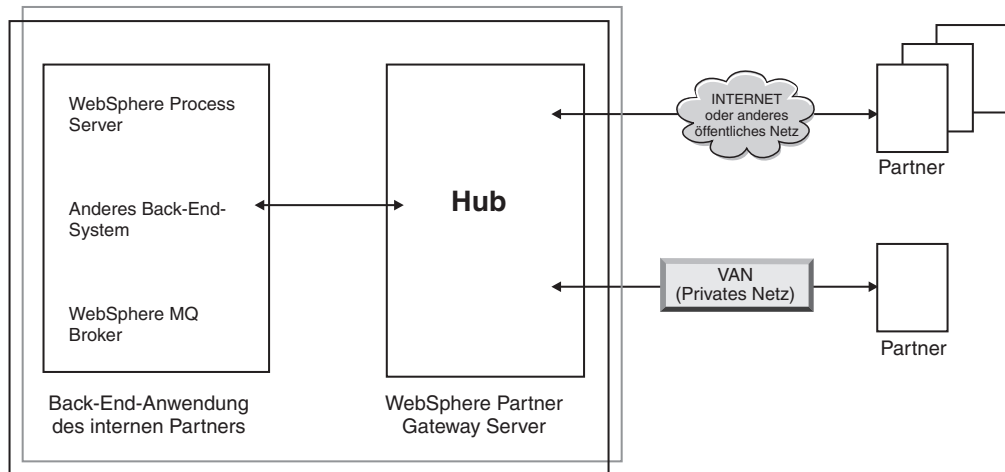 WebSphere Process
Server
Anderes Back-End-
System
WebSphere MQ
Broker
Back-End-Anwendung
des internen Partners
Hub
WebSphere Partner
Gateway Server
INTERNET
oder anderes
öffentliches Netz
Partner
VAN
(Privates Netz)
Partner